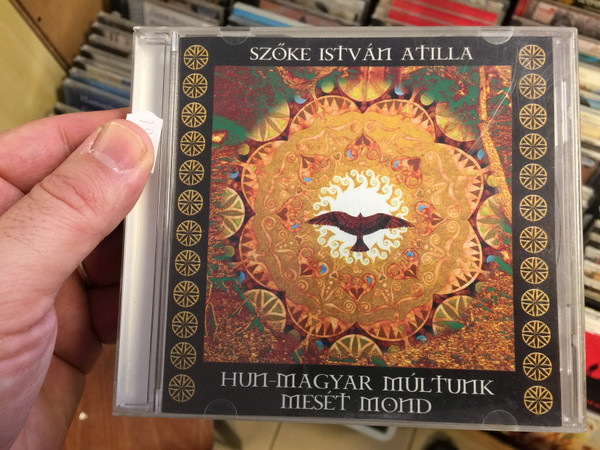 SZŐKE ISTVÁN ATILLA
HUN-MAGYAR MÚLTUNK
MESÉT MOND